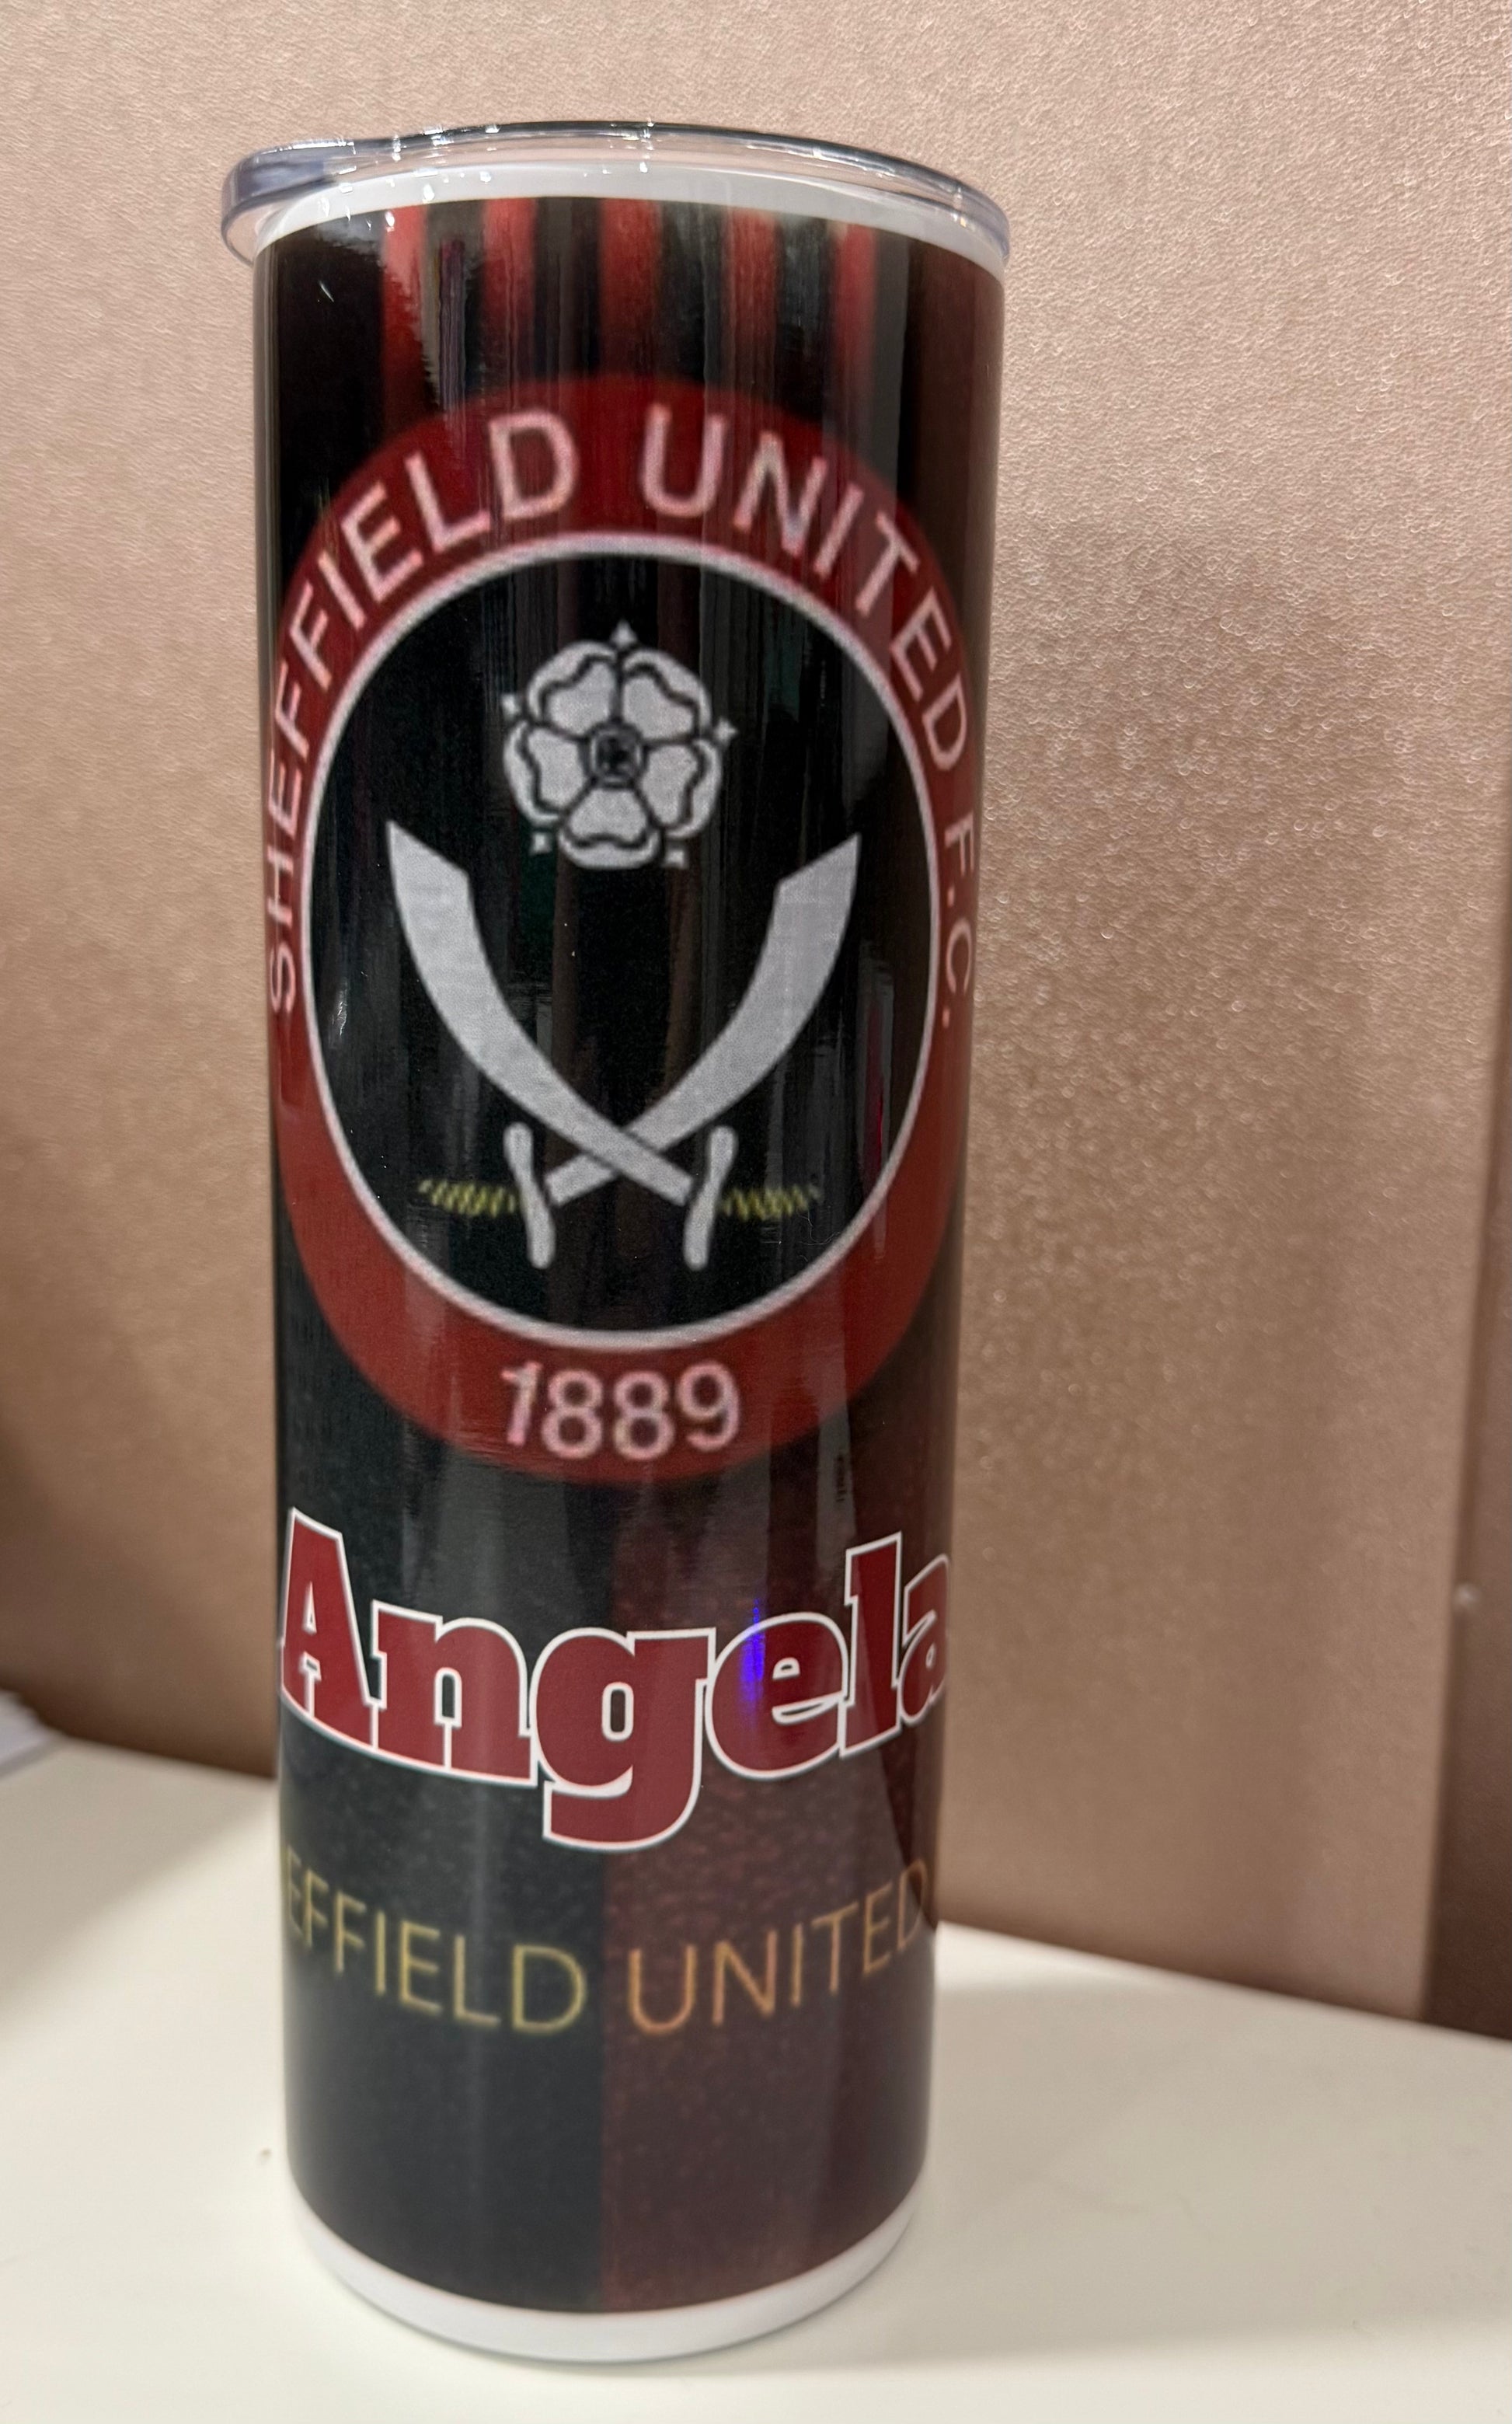 SHEFFIELD UNITED F.C.
1889
Angela
EFFIELD UNITED